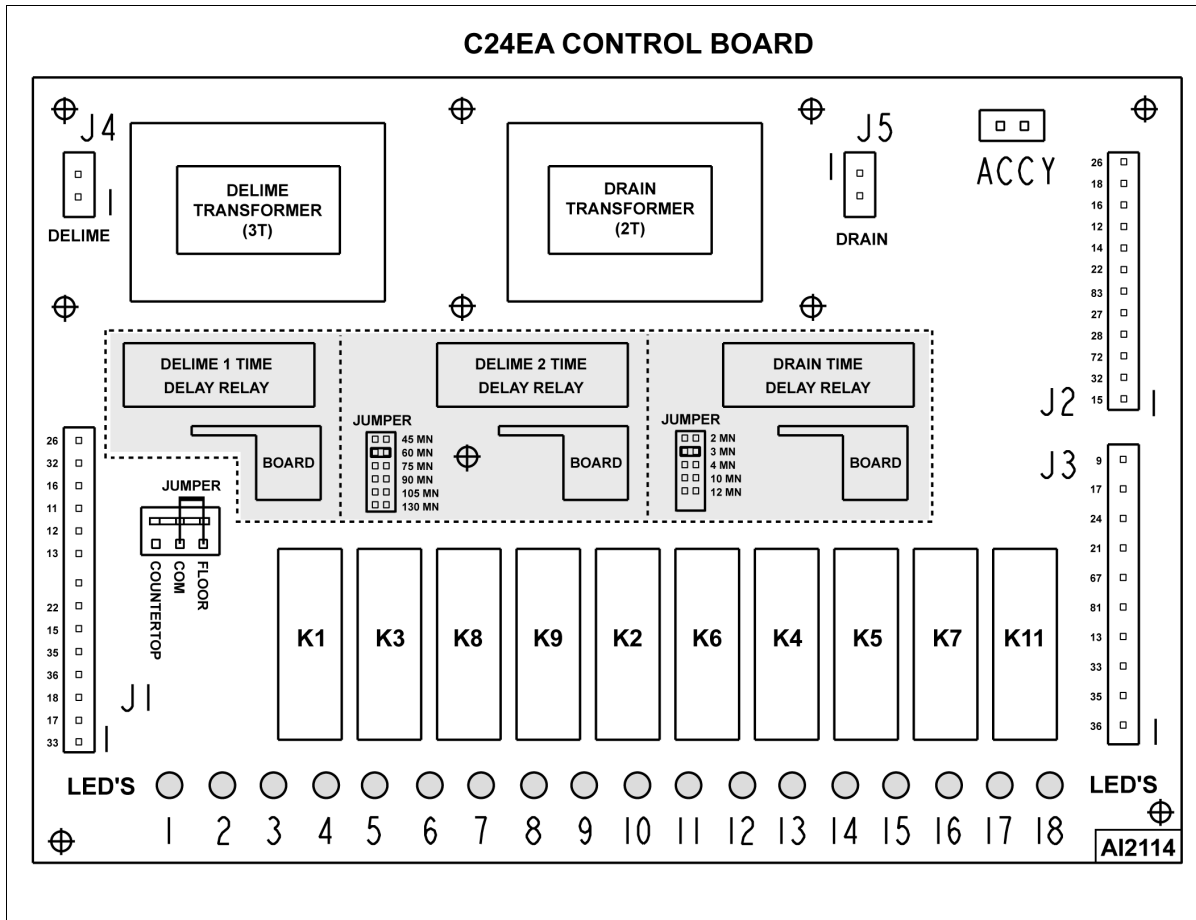 C24EA CONTROL BOARD
J4
DELIME
DELIME
TRANSFORMER
(3T)
DRAIN
TRANSFORMER
(2T)
J5
DRAIN
ACCY
26
18
16
12
14
22
83
27
28
72
32
15
J2
DELIME 1 TIME
DELAY RELAY
BOARD
DELIME 2 TIME
DELAY RELAY
JUMPER
45 MN
60 MN
75 MN
90 MN
105 MN
130 MN
BOARD
DRAIN TIME
DELAY RELAY
JUMPER
2 MN
3 MN
4 MN
10 MN
12 MN
BOARD
26
32
16
11
12
13
22
15
35
36
18
17
33
J1
JUMPER
COUNTERTOP
COM
FLOOR
K1 K3 K8 K9 K2 K6 K4 K5 K7 K11
J3
9
17
24
21
67
81
13
33
35
36
LED'S
LED'S
1 2 3 4 5 6 7 8 9 10 11 12 13 14 15 16 17 18
AI2114